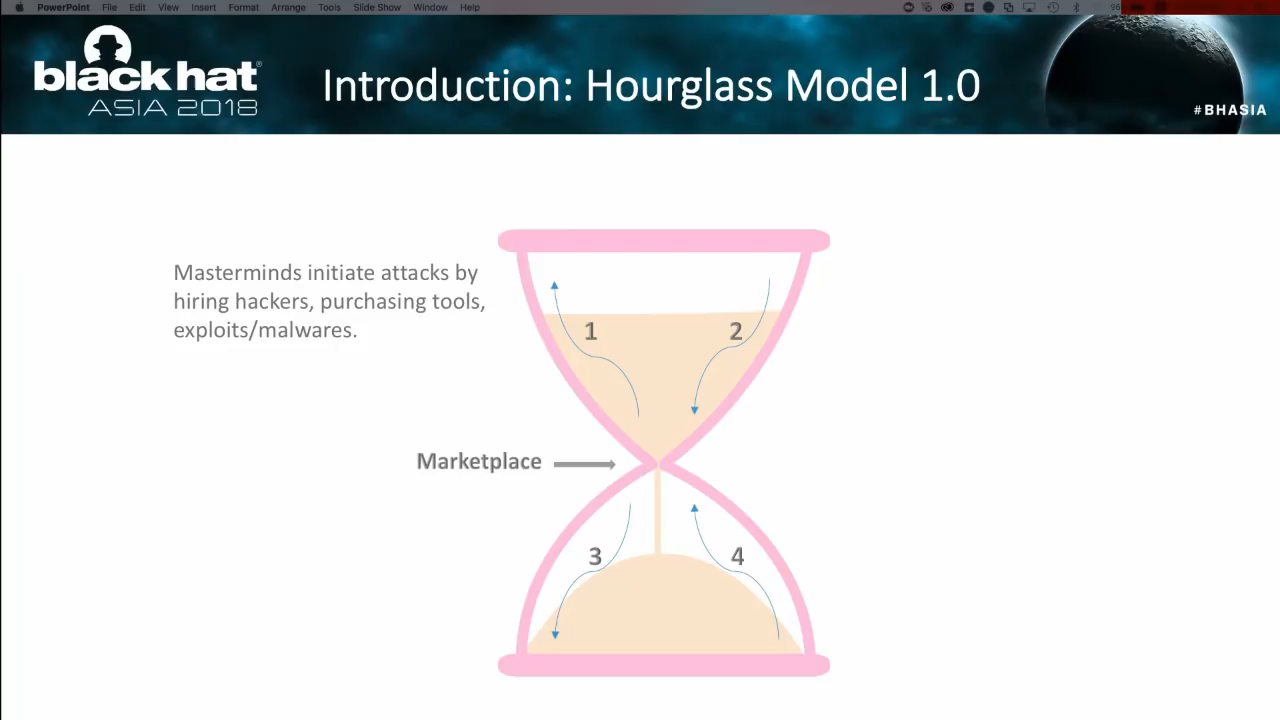 PowerPoint File Edit View Insert Format Arrange Tools Slide Show Window Help
black hat®
ASIA 2018
Introduction: Hourglass Model 1.0
#BHASIA
Masterminds initiate attacks by
hiring hackers, purchasing tools,
exploits/malwares.
1
2
Marketplace
3
4